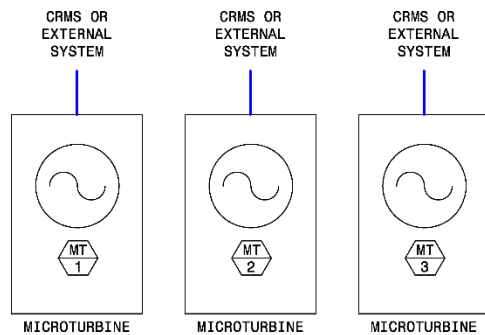 CRMS OR
EXTERNAL
SYSTEM
CRMS OR
EXTERNAL
SYSTEM
CRMS OR
EXTERNAL
SYSTEM
MT
1
MT
2
MT
3
MICROTURBINE
MICROTURBINE
MICROTURBINE